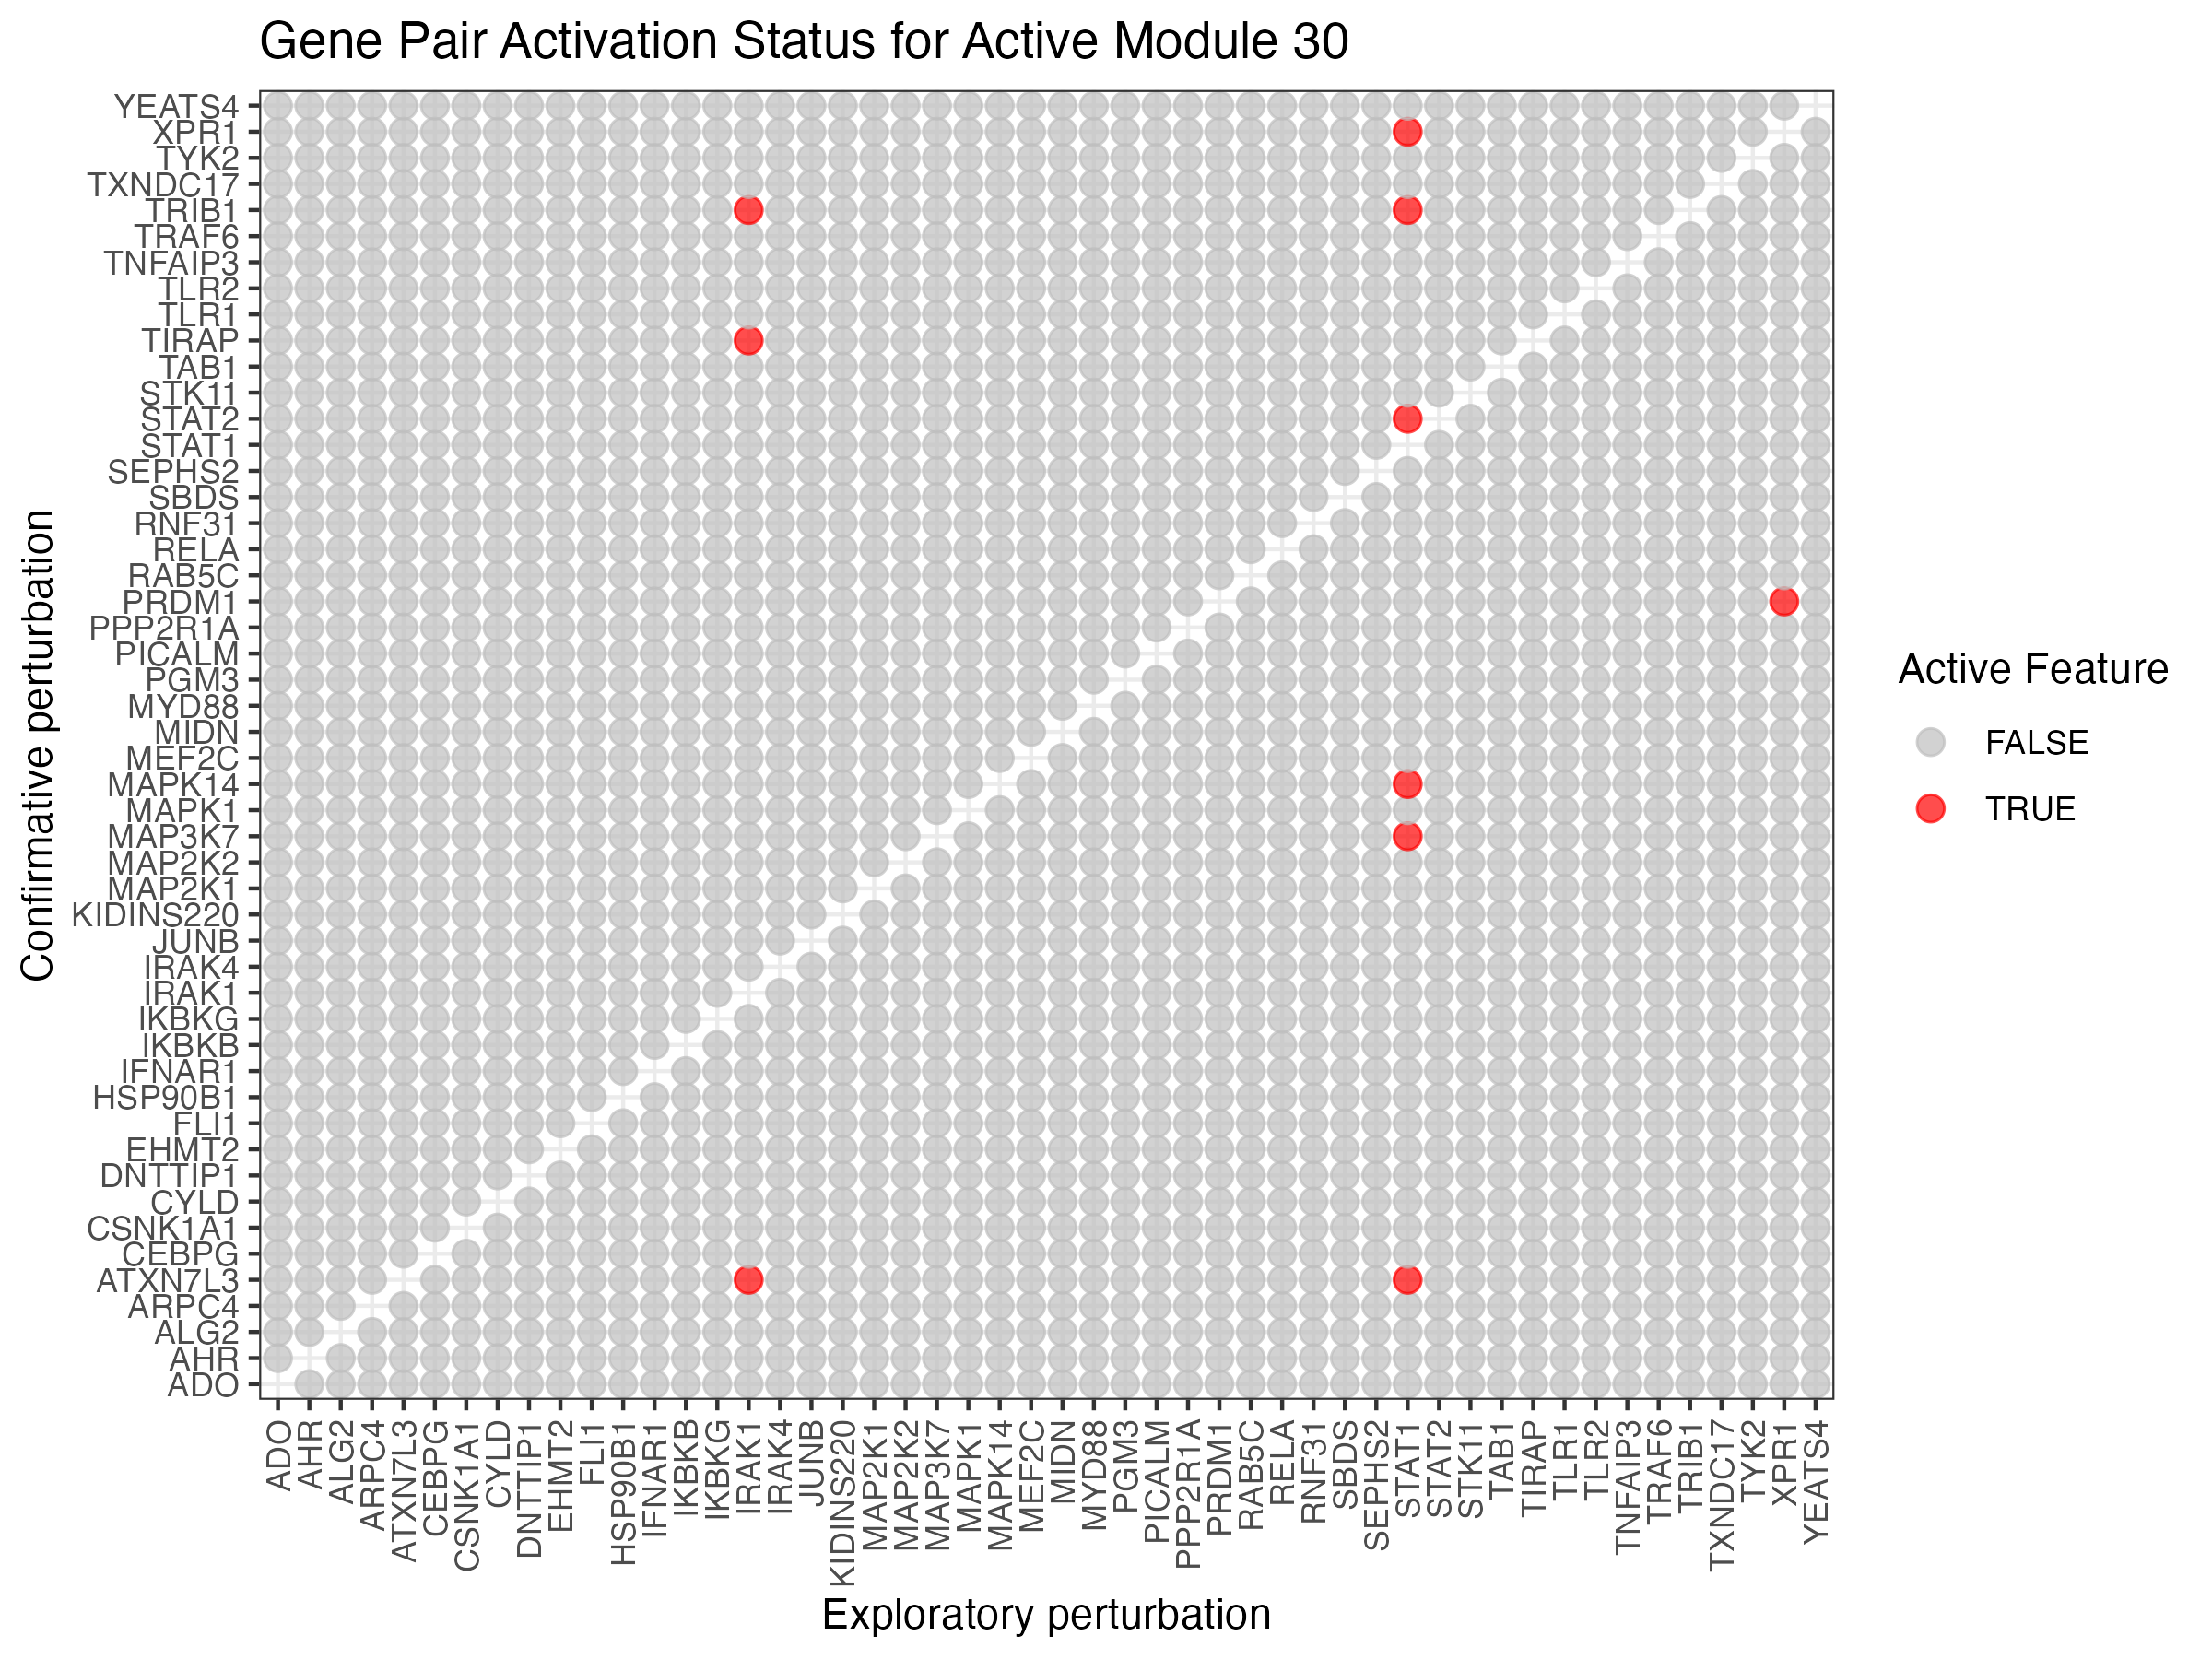 Gene Pair Activation Status for Active Module 30
Confirmative perturbation
YEATS4
XPR1
TYK2
TXNDC17
TRIB1
TRAF6
TNFAIP3
TLR2
TLR1
TIRAP
TAB1
STK11
STAT2
STAT1
SEPHS2
SBDS
RNF31
RELA
RAB5C
PRDM1
PPP2R1A
PICALM
PGM3
MYD88
MIDN
MEF2C
MAPK14
MAPK1
MAP3K7
MAP2K2
MAP2K1
KIDINS220
JUNB
IRAK4
IRAK1
IKBKG
IKBKB
IFNAR1
HSP90B1
FLI1
EHMT2
DNTTIP1
CYLD
CSNK1A1
CEBPG
ATXN7L3
ARPC4
ALG2
AHR
ADO
ADO
AHR
ALG2
ARPC4
ATXN7L3
CEBPG
CSNK1A1
CYLD
DNTTIP1
EHMT2
FLI1
HSP90B1
IFNAR1
IKBKB
IKBKG
IRAK1
IRAK4
JUNB
KIDINS220
MAP2K1
MAP2K2
MAP3K7
MAPK1
MAPK14
MEF2C
MIDN
MYD88
PGM3
PICALM
PPP2R1A
PRDM1
RAB5C
RELA
RNF31
SBDS
SEPHS2
STAT1
STAT2
STK11
TAB1
TIRAP
TLR1
TLR2
TNFAIP3
TRAF6
TRIB1
TXNDC17
TYK2
XPR1
YEATS4
Exploratory perturbation
Active Feature
FALSE
TRUE